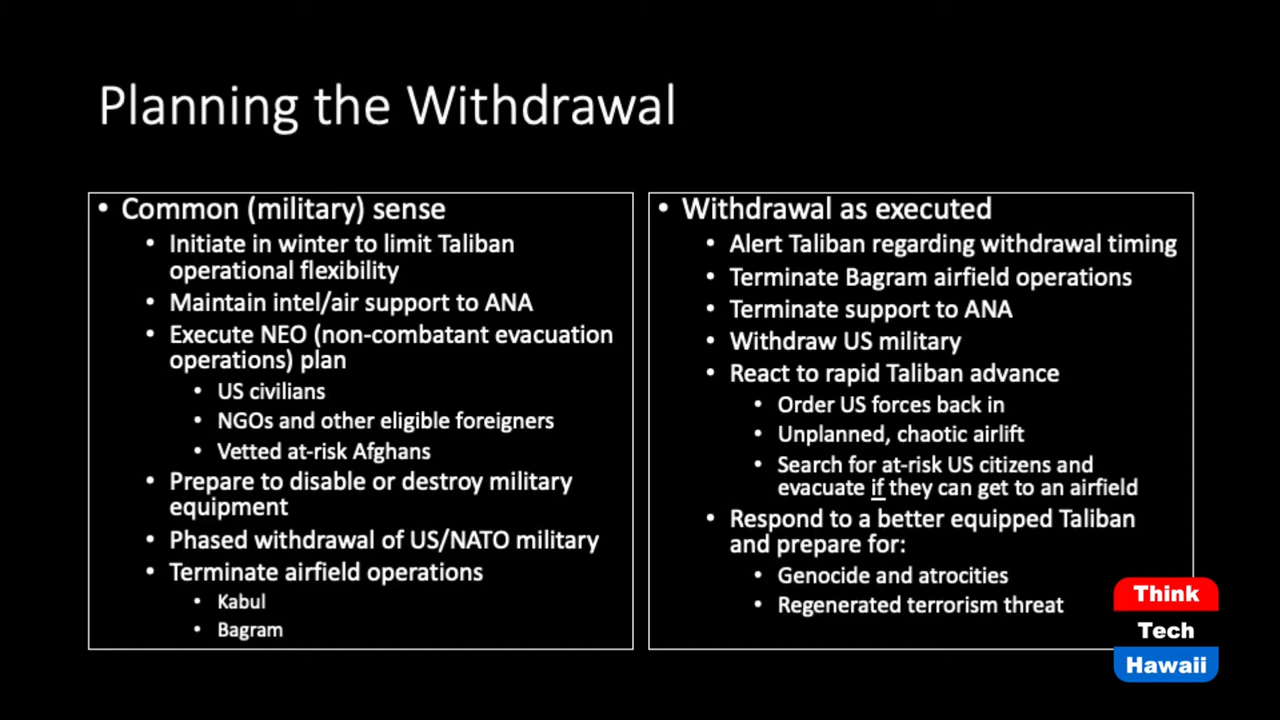 Planning the Withdrawal
• Common (military) sense
• Initiate in winter to limit Taliban
operational flexibility
• Maintain intel/air support to ANA
• Execute NEO (non-combatant evacuation
operations) plan
• US civilians
• NGOs and other eligible foreigners
• Vetted at-risk Afghans
• Prepare to disable or destroy military
equipment
• Phased withdrawal of US/NATO military
• Terminate airfield operations
• Kabul
• Bagram
• Withdrawal as executed
• Alert Taliban regarding withdrawal timing
• Terminate Bagram airfield operations
• Terminate support to ANA
• Withdraw US military
• React to rapid Taliban advance
• Order US forces back in
• Unplanned, chaotic airlift
• Search for at-risk US citizens and
evacuate if they can get to an airfield
• Respond to a better equipped Taliban
and prepare for:
• Genocide and atrocities
• Regenerated terrorism threat
Think
Tech
Hawaii